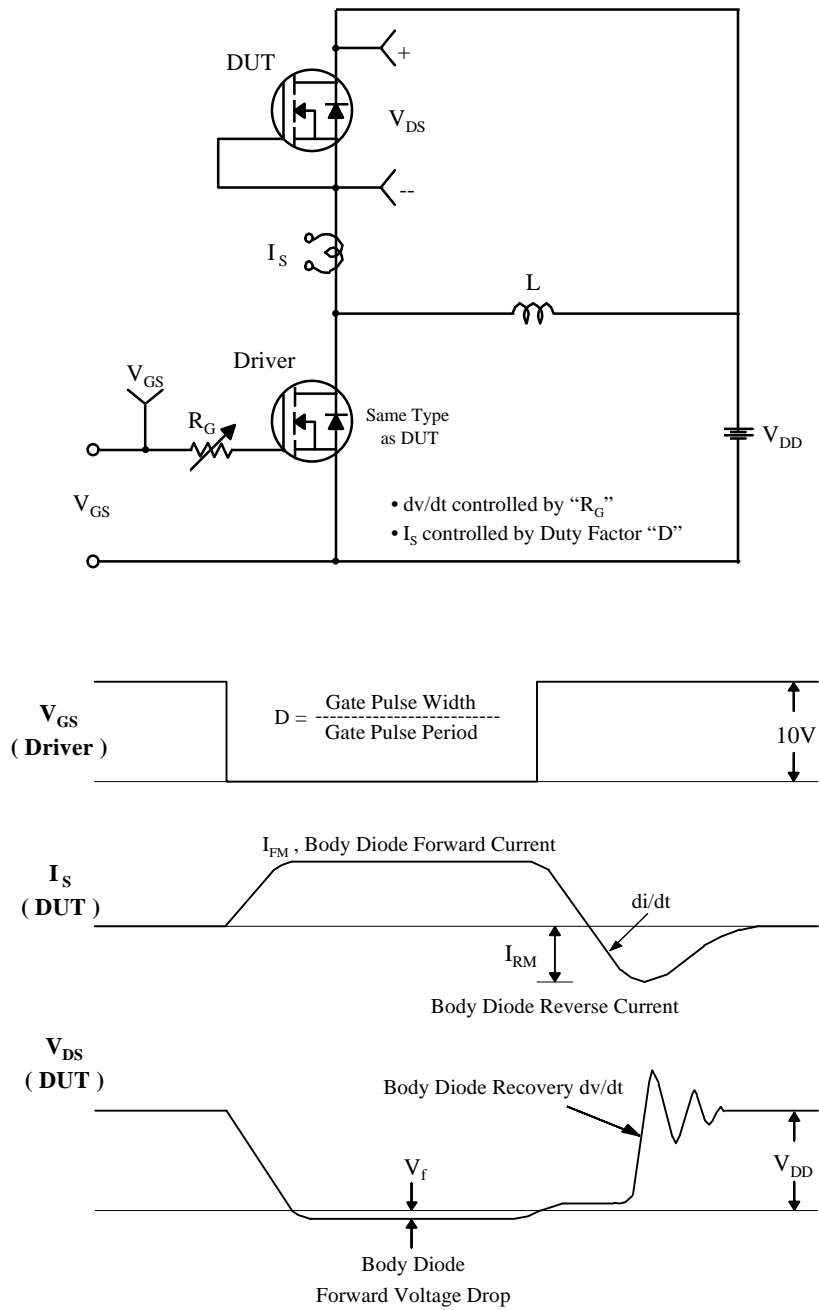 DUT
+
V_DS
--
I_S
L
V_GS
Driver
R_G
Same Type
as DUT
V_DD
V_GS
• dv/dt controlled by “R_G”
• I_S controlled by Duty Factor “D”
V_GS
( Driver )
D = Gate Pulse Width
--------------------------
Gate Pulse Period
10V
I_FM , Body Diode Forward Current
I_S
( DUT )
di/dt
I_RM
Body Diode Reverse Current
V_DS
( DUT )
Body Diode Recovery dv/dt
V_f
V_DD
Body Diode
Forward Voltage Drop